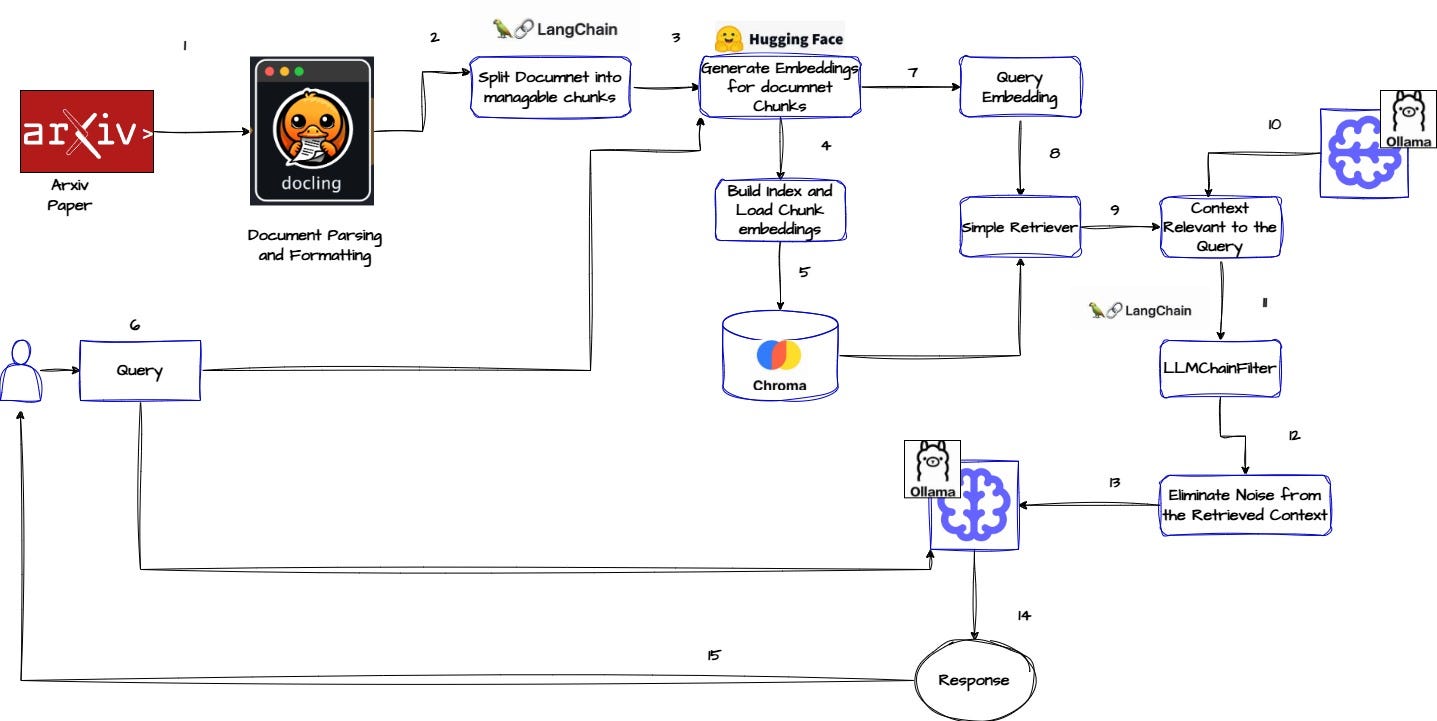 1
2
LangChain
3
Hugging Face
arXiv
Arxiv
Paper
docling
Document Parsing
and Formatting
Split Documnet into
managable chunks
Generate Embeddings
for documnet
Chunks
7
Query
Embedding
4
Build Index and
Load Chunk
embeddings
5
Chroma
8
Simple Retriever
9
Context
Relevant to the
Query
10
Ollama
11
LangChain
LLMChainFilter
12
Eliminate Noise from
the Retrieved Context
13
Ollama
6
Query
14
Response
15